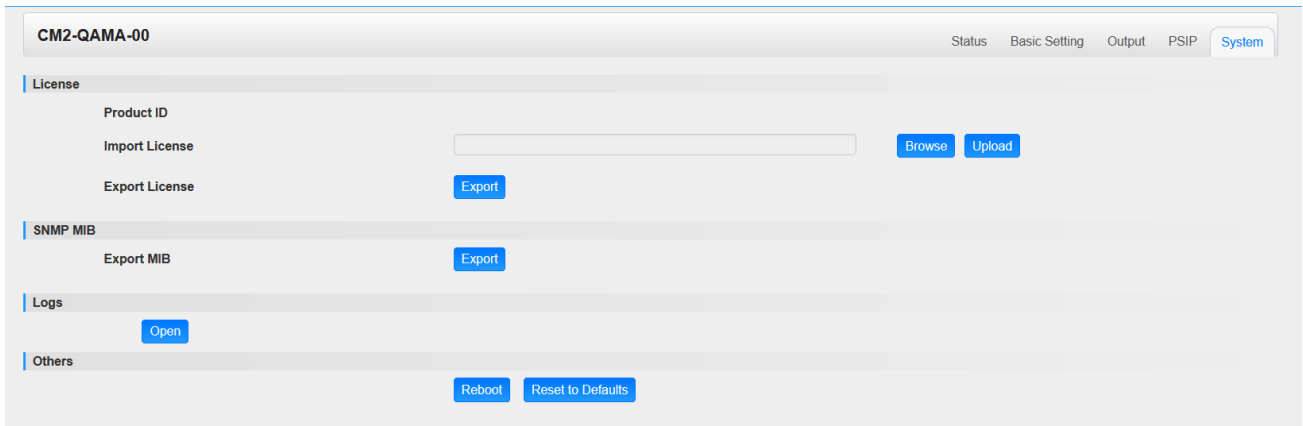 CM2-QAMA-00
Status Basic Setting Output PSIP System
License
Product ID
Import License Browse Upload
Export License Export
SNMP MIB
Export MIB Export
Logs
Open
Others
Reboot Reset to Defaults